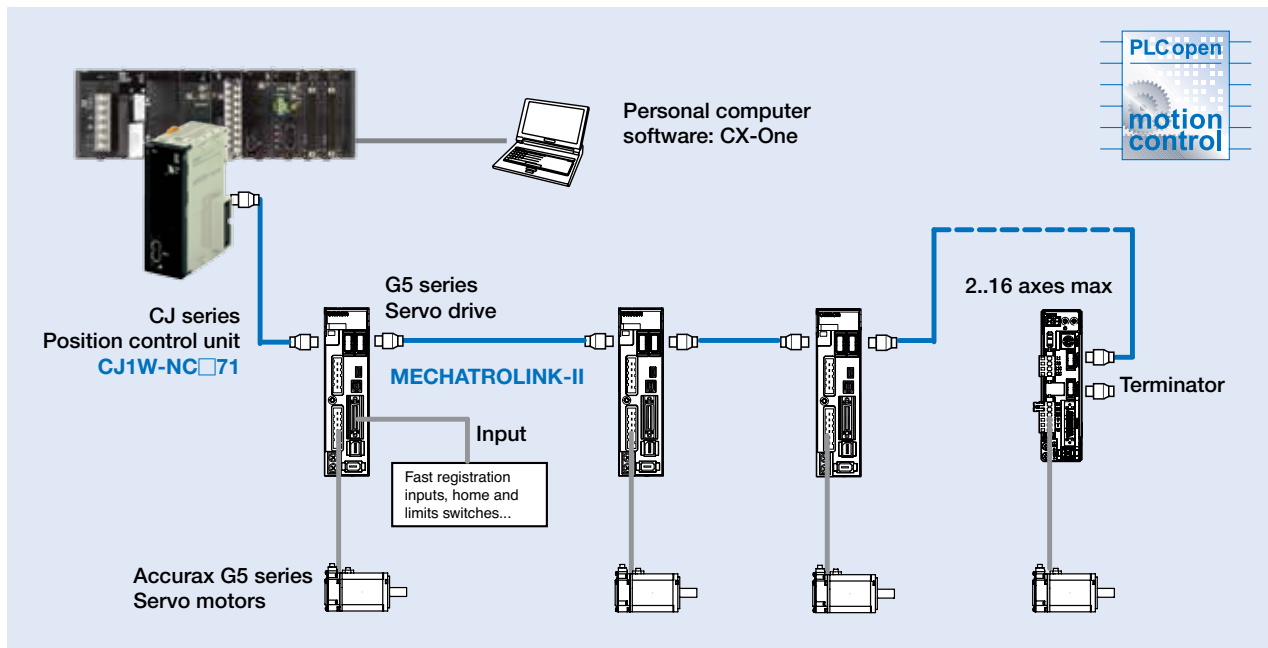 PLCopen
motion
control
Personal computer
software: CX-One
G5 series
Servo drive
2..16 axes max
CJ series
Position control unit
CJ1W-NC□71
MECHATROLINK-II
Terminator
Input
Fast registration
inputs, home and
limits switches...
Accurax G5 series
Servo motors